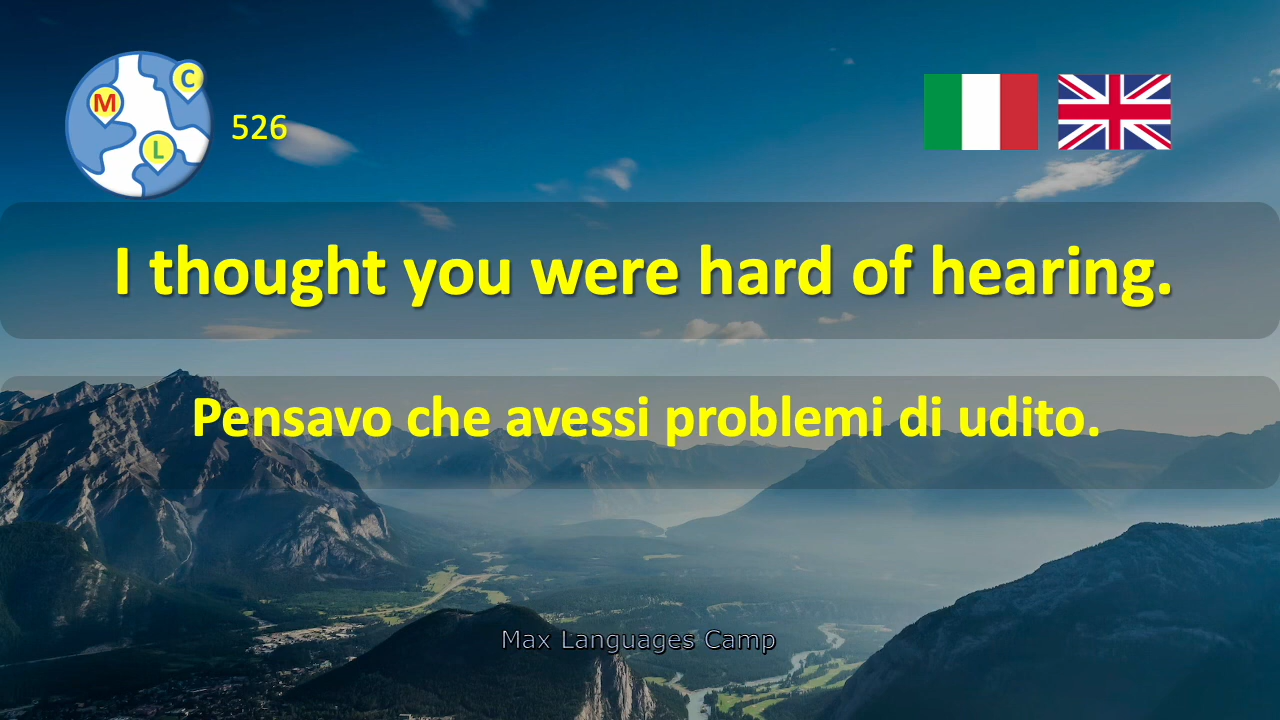 M
C
L
526
I thought you were hard of hearing.
Pensavo che avessi problemi di udito.
Max Languages Camp